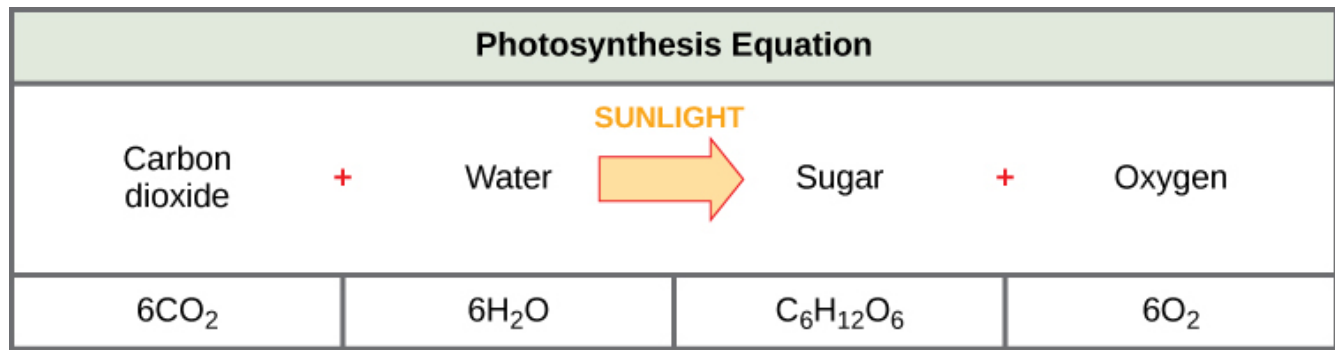 Photosynthesis Equation
SUNLIGHT
Carbon
dioxide + Water Sugar + Oxygen
6CO₂ 6H₂O C₆H₁₂O₆ 6O₂